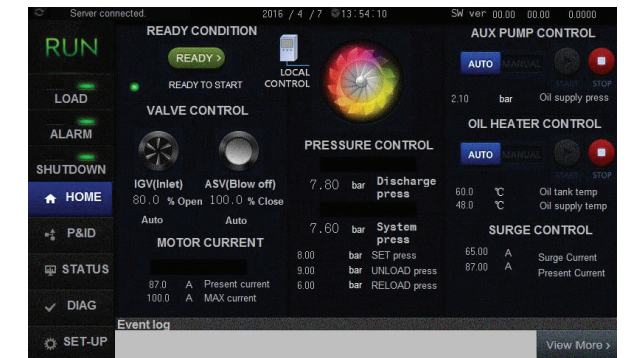 Server connected. 2016 / 4 / 7 13:54:10 SW ver 00.00 00.00 0.0000
RUN
LOAD
ALARM
SHUTDOWN
HOME
P&ID
STATUS
DIAG
SET-UP
READY CONDITION
READY >
READY TO START
LOCAL
CONTROL
VALVE CONTROL
IGV(Inlet) ASV(Blow off)
80.0 % Open 100.0 % Close
Auto Auto
MOTOR CURRENT
87.0 A Present current
100.0 A MAX current
PRESSURE CONTROL
7.80 bar Discharge
press
7.60 bar System
press
8.00 bar SET press
9.00 bar UNLOAD press
6.00 bar RELOAD press
AUX PUMP CONTROL
AUTO MANUAL
START STOP
2.10 bar Oil supply press
OIL HEATER CONTROL
AUTO MANUAL
START STOP
60.0 ℃ Oil tank temp
48.0 ℃ Oil supply temp
SURGE CONTROL
65.00 A Surge Current
87.00 A Present Current
Event log
View More >